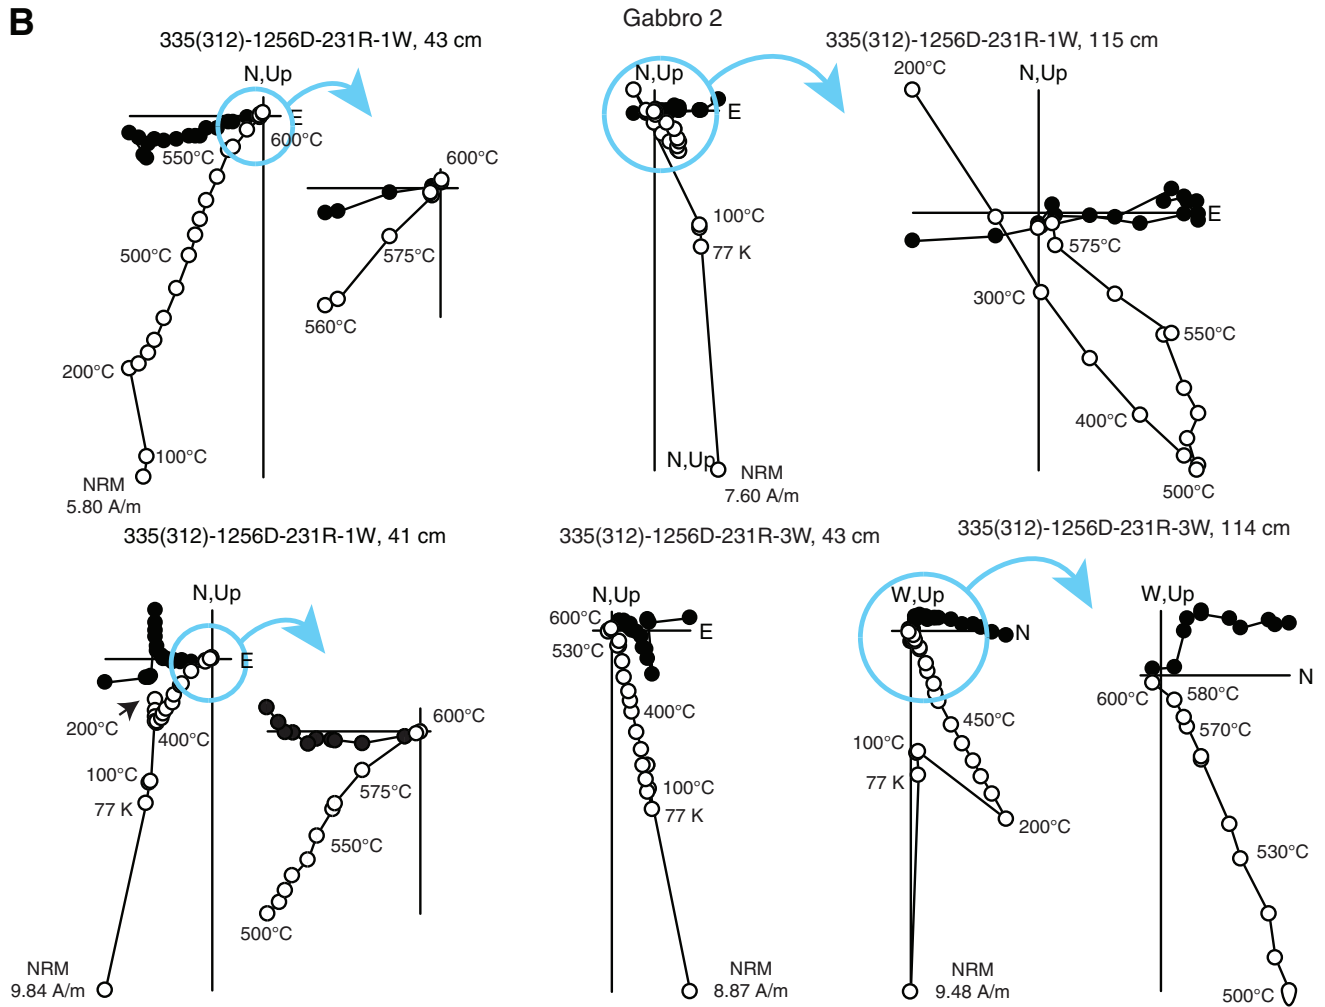 B
Gabbro 2
335(312)-1256D-231R-1W, 43 cm
N,Up
E
600°C
550°C
500°C
200°C
100°C
NRM
5.80 A/m
600°C
575°C
560°C
N,Up
E
100°C
77 K
N,Up
NRM
7.60 A/m
335(312)-1256D-231R-1W, 115 cm
200°C
N,Up
E
575°C
300°C
550°C
400°C
500°C
335(312)-1256D-231R-1W, 41 cm
N,Up
E
200°C
400°C
100°C
77 K
NRM
9.84 A/m
600°C
575°C
550°C
500°C
335(312)-1256D-231R-3W, 43 cm
N,Up
600°C
E
530°C
400°C
100°C
77 K
NRM
8.87 A/m
335(312)-1256D-231R-3W, 114 cm
W,Up
N
450°C
100°C
77 K
200°C
NRM
9.48 A/m
W,Up
N
600°C
580°C
570°C
530°C
500°C